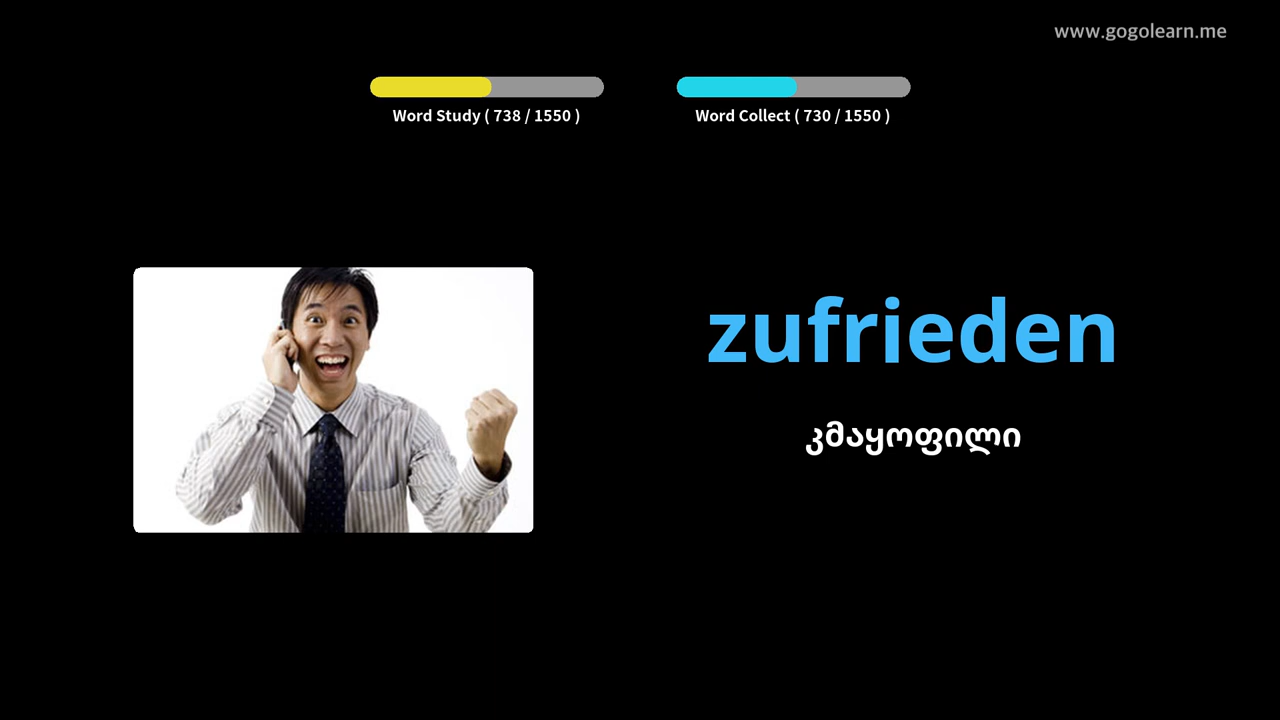 www.gogolearn.me
Word Study ( 738 / 1550 )
Word Collect ( 730 / 1550 )
zufrieden
კმაყოფილი